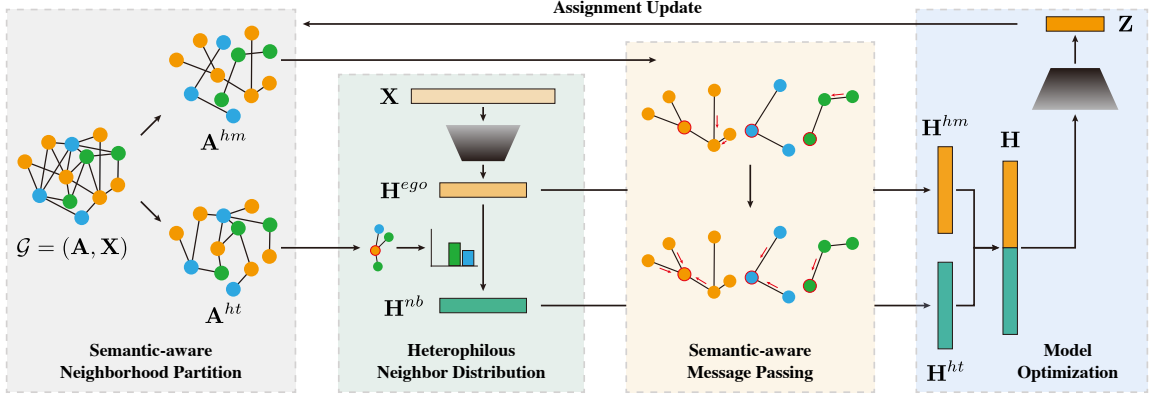 Assignment Update
Z
X
A^{hm}
H^{hm}
H
H^{ego}
\mathcal{G} = (A, X)
A^{ht}
H^{nb}
H^{ht}
Semantic-aware
Neighborhood Partition
Heterophilous
Neighbor Distribution
Semantic-aware
Message Passing
Model
Optimization